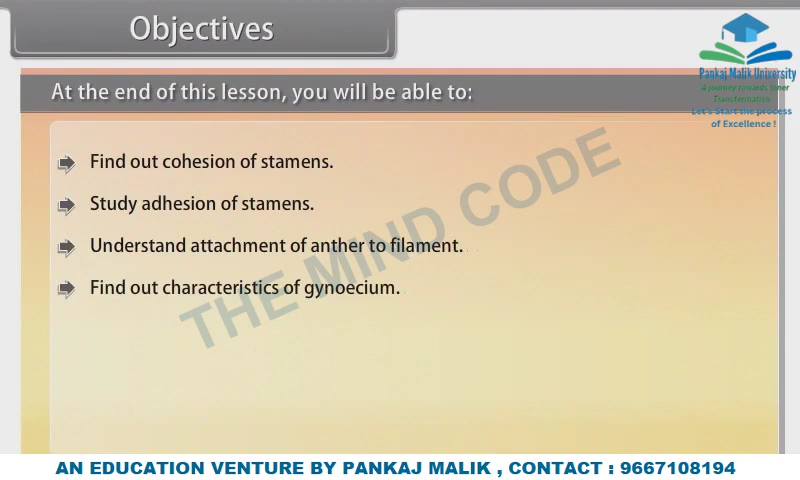 Objectives
Pankaj Malik University
A journey towards Inner
Transformation
Let's Start the process
of Excellence !
At the end of this lesson, you will be able to:
Find out cohesion of stamens.
Study adhesion of stamens.
Understand attachment of anther to filament.
Find out characteristics of gynoecium.
THE MIND CODE
AN EDUCATION VENTURE BY PANKAJ MALIK , CONTACT : 9667108194